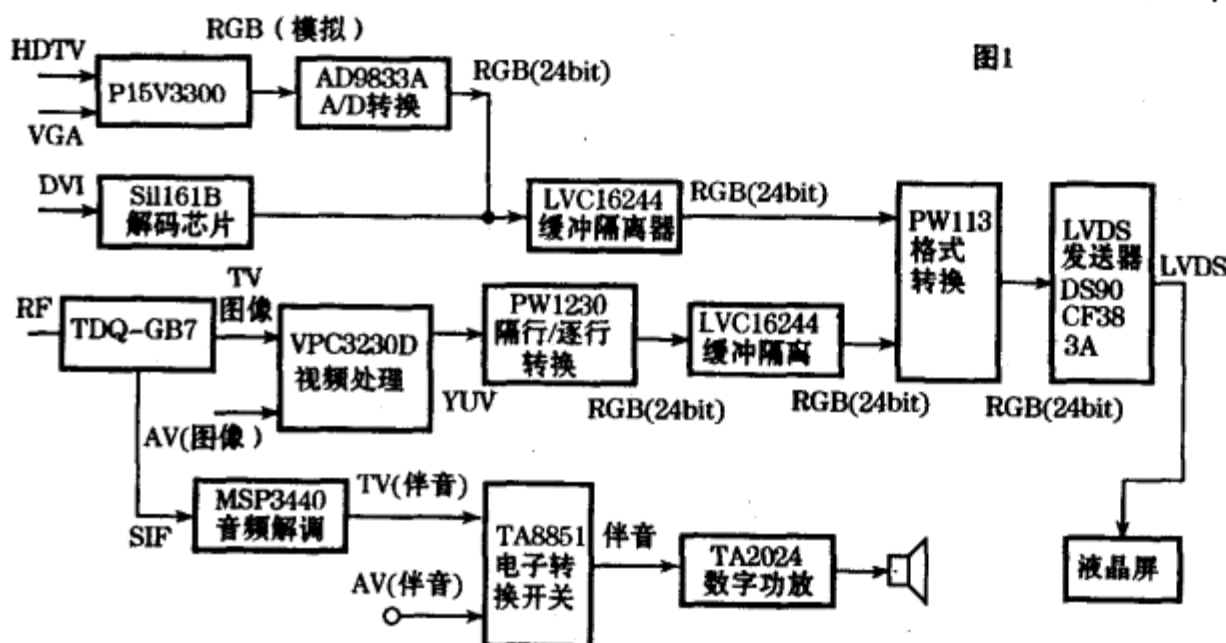 RGB(模拟)
图1
HDTV
P15V3300
AD9833A
A/D转换
RGB(24bit)
VGA
DVI
Sil161B
解码芯片
LVC16244
缓冲隔离器
RGB(24bit)
PW113
格式
转换
LVDS
发送器
DS90
CF38
3A
LVDS
RF
TDQ-GB7
TV
图像
VPC3230D
视频处理
YUV
PW1230
隔行/逐行
转换
RGB(24bit)
LVC16244
缓冲隔离
RGB(24bit)
RGB(24bit)
AV(图像)
SIF
MSP3440
音频解调
TV(伴音)
AV(伴音)
TA8851
电子转
换开关
伴音
TA2024
数字功放
液晶屏